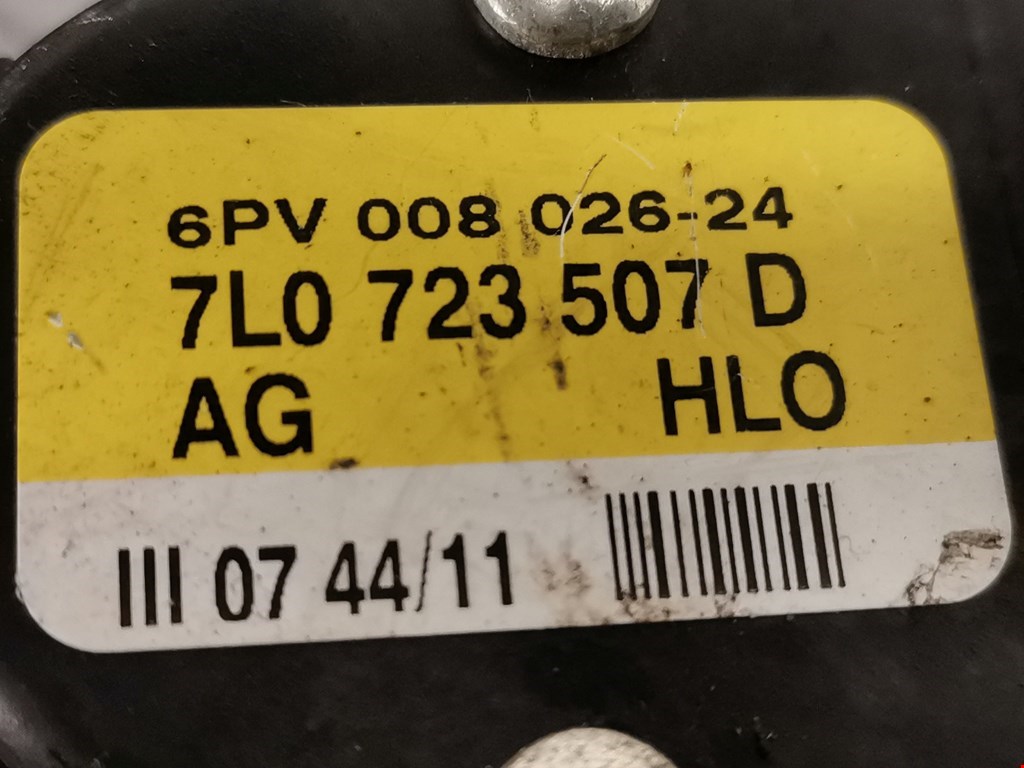 6PV 008 026-24
7L0 723 507 D
AG HLO
III 07 44/11